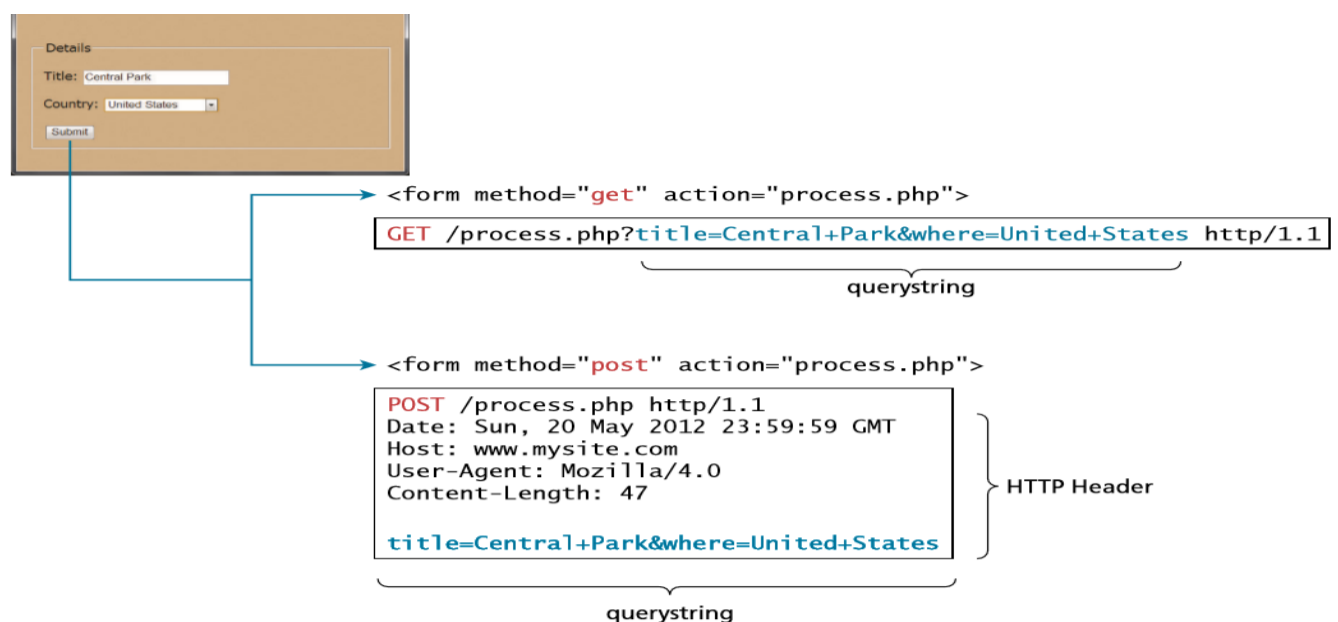 Details
Title: Central Park
Country: United States
Submit
<form method="get" action="process.php">
GET /process.php?title=Central+Park&where=United+States http/1.1
querystring
<form method="post" action="process.php">
POST /process.php http/1.1
Date: Sun, 20 May 2012 23:59:59 GMT
Host: www.mysite.com
User-Agent: Mozilla/4.0
Content-Length: 47
HTTP Header
title=Central+Park&where=United+States
querystring